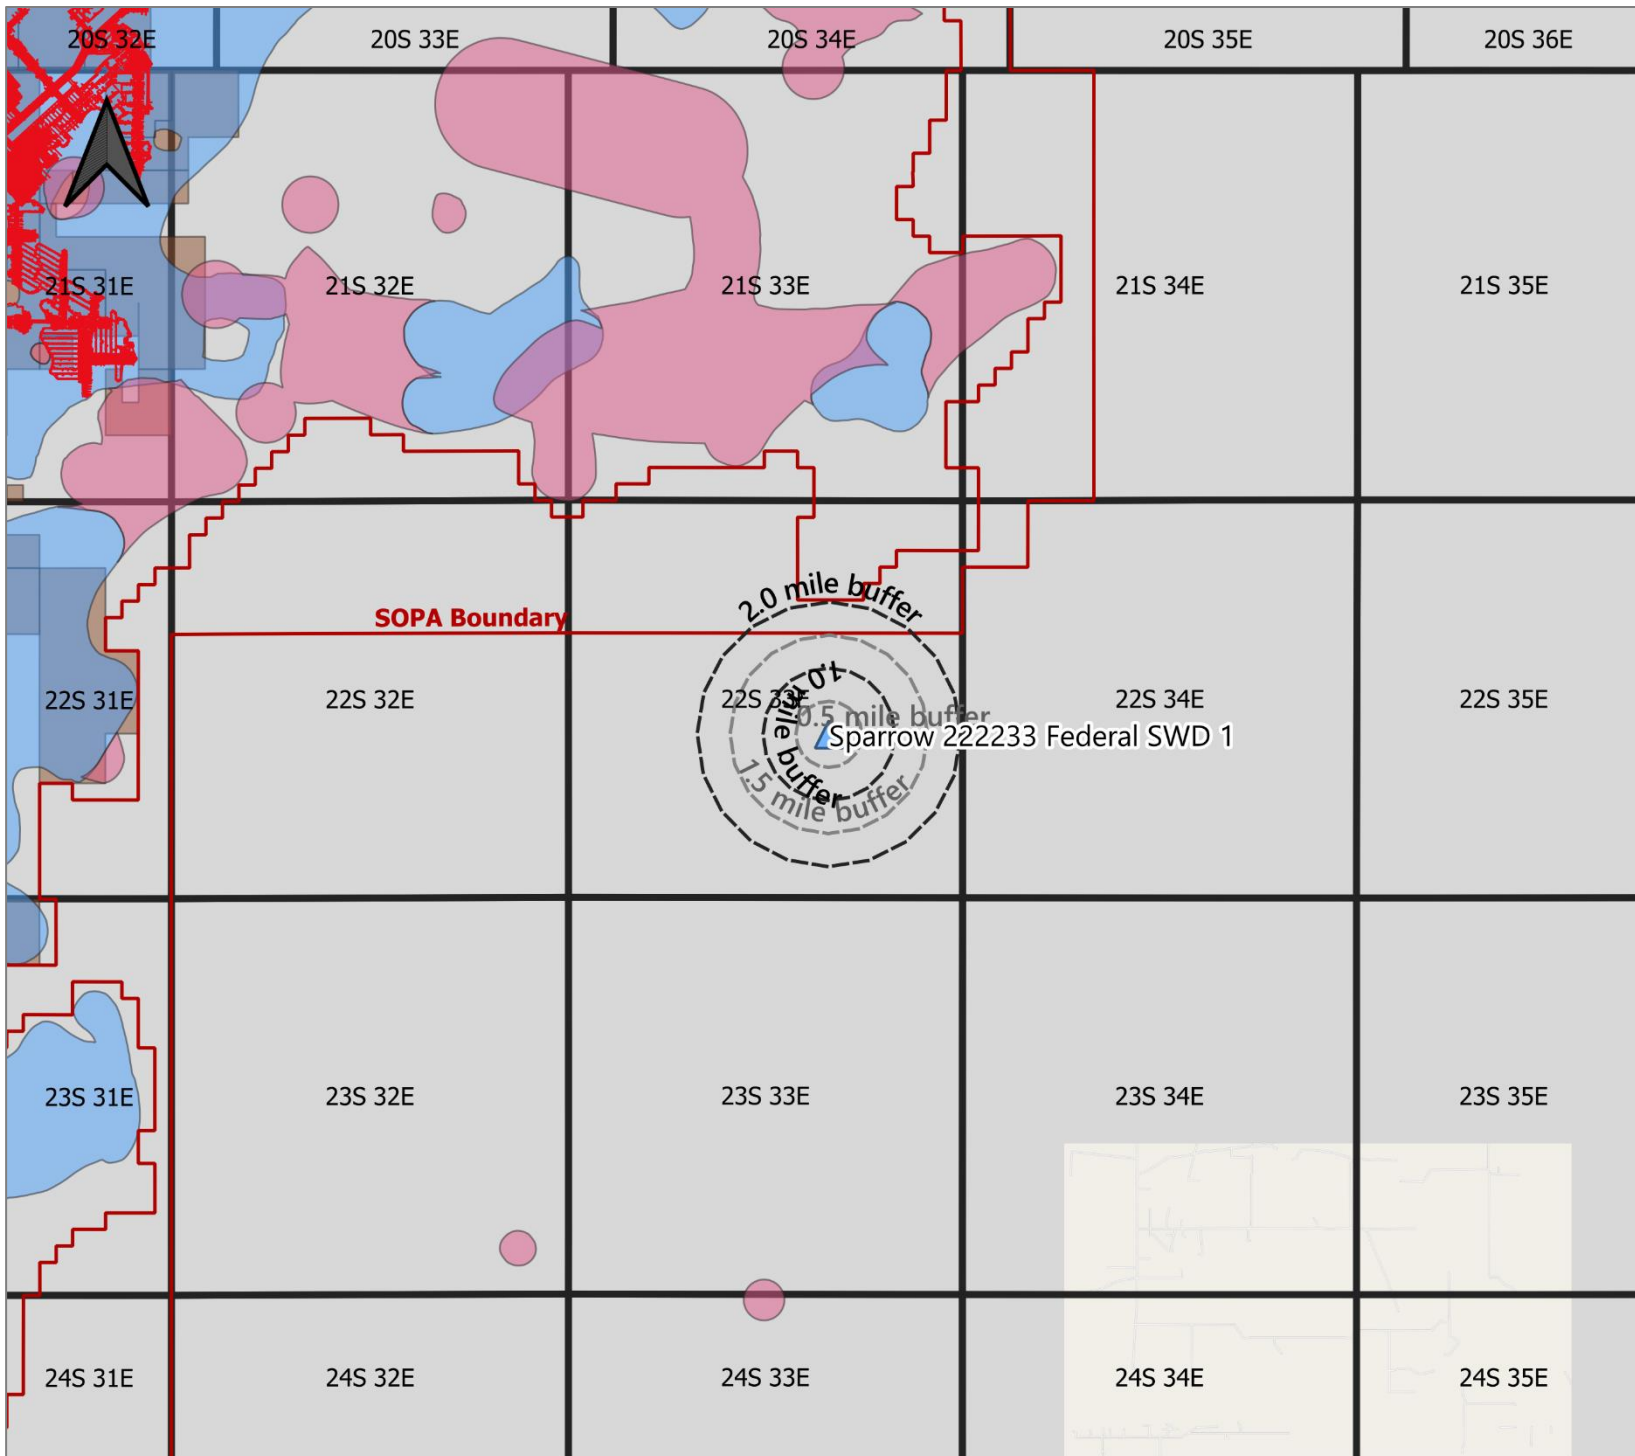 20S 32E
20S 33E
20S 34E
20S 35E
20S 36E
21S 31E
21S 32E
21S 33E
21S 34E
21S 35E
2.0 mile buffer
SOPA Boundary
1.0 mile buffer
22S 31E
22S 32E
22S 33E
22S 34E
22S 35E
0.5 mile buffer
Sparrow 222233 Federal SWD 1
1.5 mile buffer
23S 31E
23S 32E
23S 33E
23S 34E
23S 35E
24S 31E
24S 32E
24S 33E
24S 34E
24S 35E